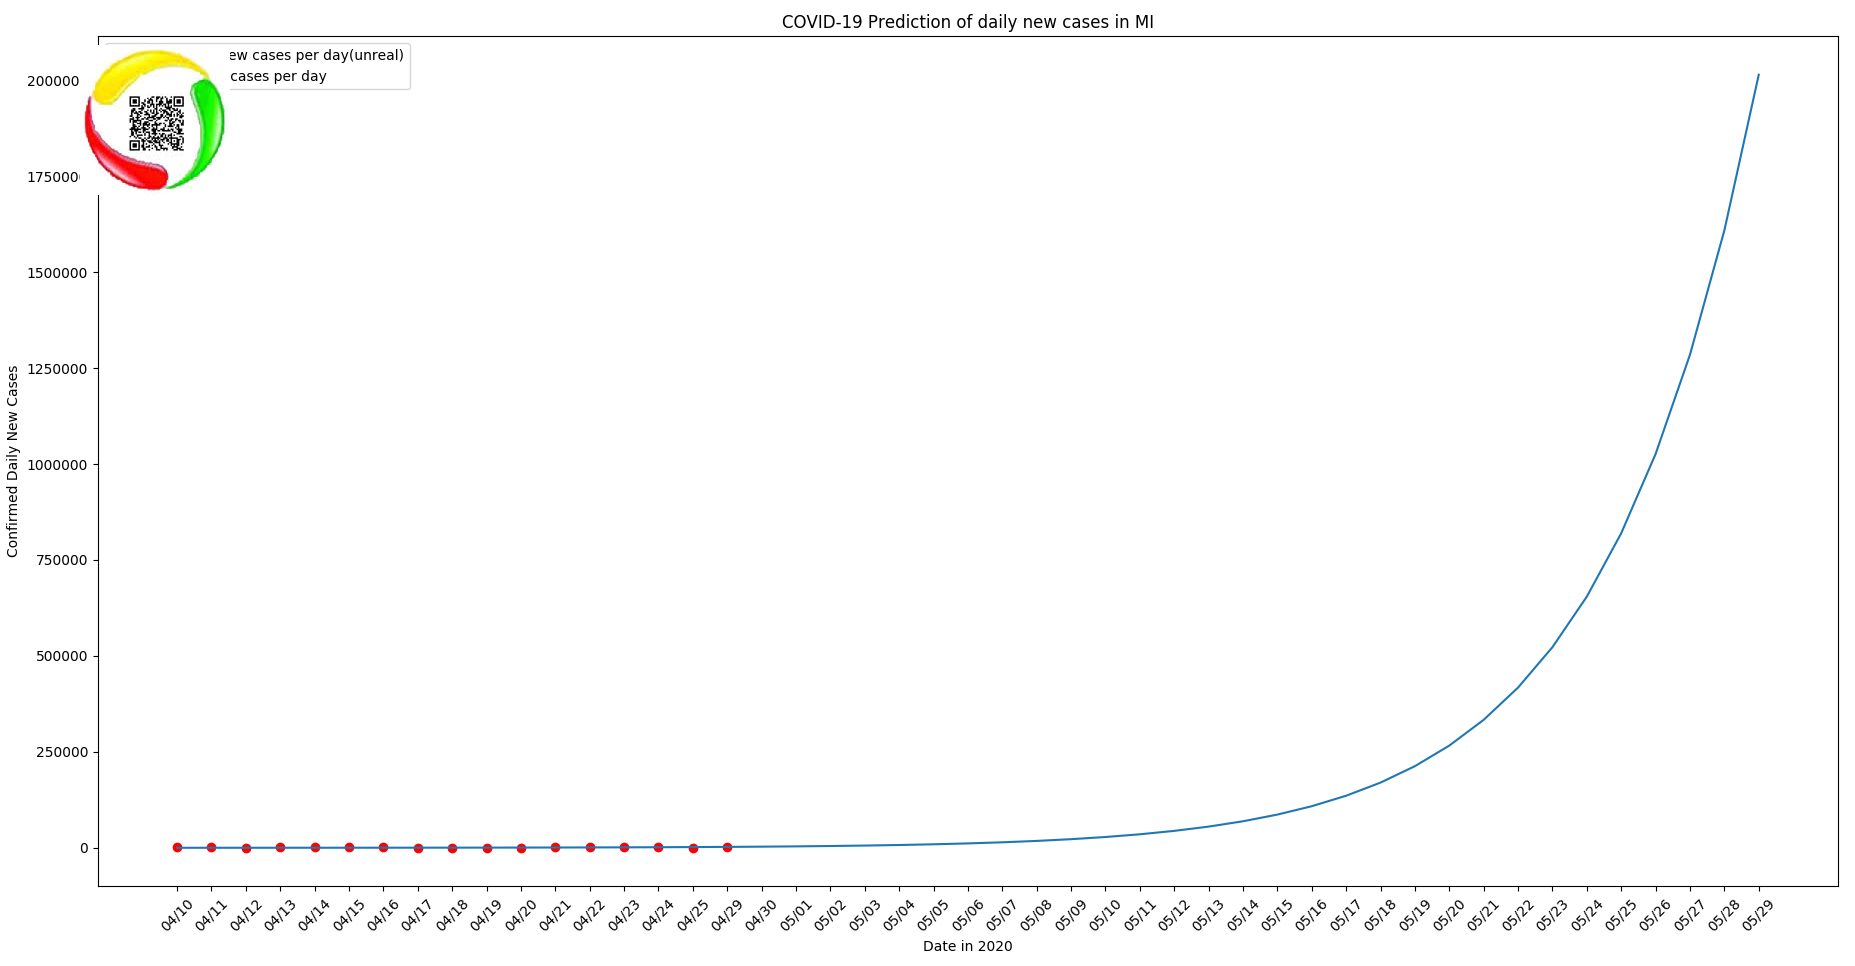 COVID-19 Prediction of daily new cases in MI
ew cases per day(unreal)
cases per day
200000
175000
1500000
1250000
1000000
750000
500000
250000
0
Confirmed Daily New Cases
04/10 04/11 04/12 04/13 04/14 04/15 04/16 04/17 04/18 04/19 04/20 04/21 04/22 04/23 04/24 04/25 04/29 04/30 05/01 05/02 05/03 05/04 05/05 05/06 05/07 05/08 05/09 05/10 05/11 05/12 05/13 05/14 05/15 05/16 05/17 05/18 05/19 05/20 05/21 05/22 05/23 05/24 05/25 05/26 05/27 05/28 05/29
Date in 2020